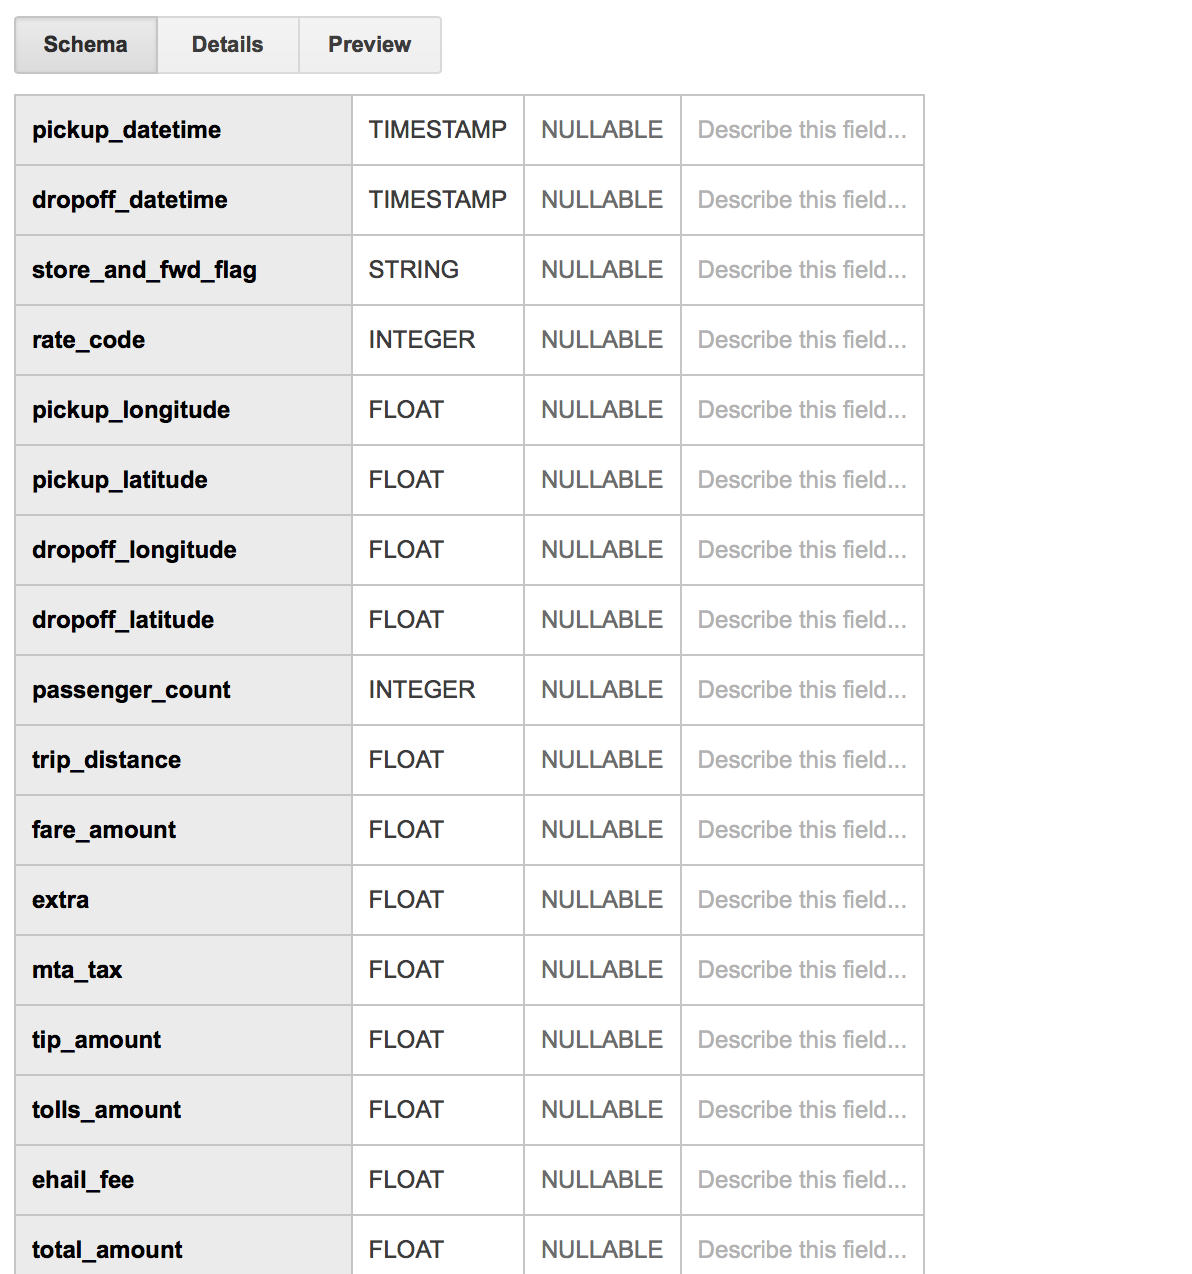 Schema Details Preview
pickup_datetime TIMESTAMP NULLABLE Describe this field...
dropoff_datetime TIMESTAMP NULLABLE Describe this field...
store_and_fwd_flag STRING NULLABLE Describe this field...
rate_code INTEGER NULLABLE Describe this field...
pickup_longitude FLOAT NULLABLE Describe this field...
pickup_latitude FLOAT NULLABLE Describe this field...
dropoff_longitude FLOAT NULLABLE Describe this field...
dropoff_latitude FLOAT NULLABLE Describe this field...
passenger_count INTEGER NULLABLE Describe this field...
trip_distance FLOAT NULLABLE Describe this field...
fare_amount FLOAT NULLABLE Describe this field...
extra FLOAT NULLABLE Describe this field...
mta_tax FLOAT NULLABLE Describe this field...
tip_amount FLOAT NULLABLE Describe this field...
tolls_amount FLOAT NULLABLE Describe this field...
ehail_fee FLOAT NULLABLE Describe this field...
total_amount FLOAT NULLABLE Describe this field...